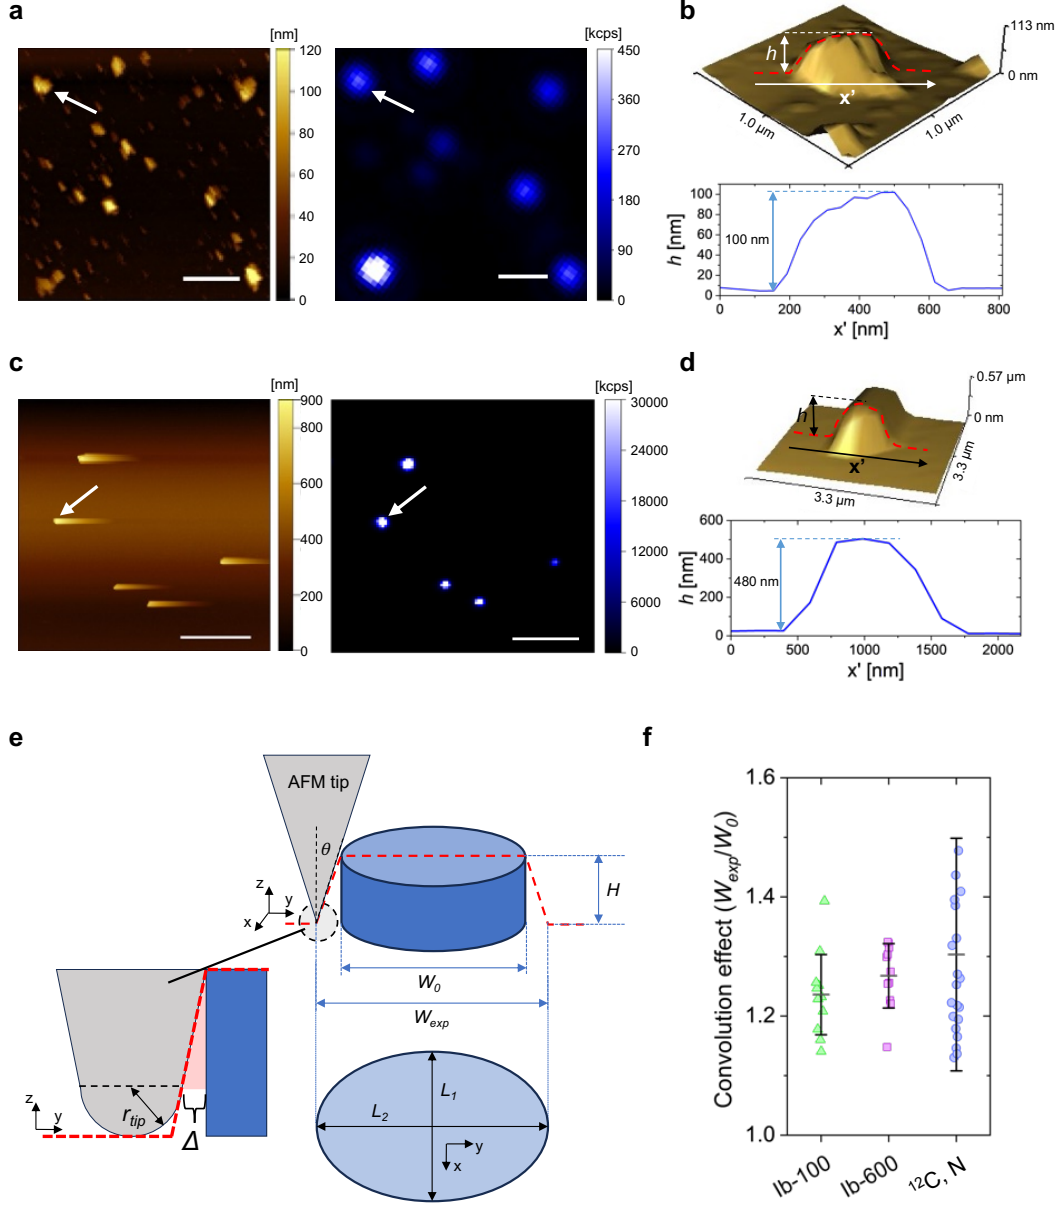 a
[nm]
120
100
80
60
40
20
0
[kcps]
450
360
270
180
90
0
b
113 nm
0 nm
h
x'
1.0 µm
1.0 µm
100
80
60
40
20
0
h [nm]
100 nm
0
200
400
600
800
x' [nm]
c
[nm]
900
800
600
400
200
0
[kcps]
30000
24000
18000
12000
6000
0
d
0.57 µm
0 nm
h
x'
3.3 µm
3.3 µm
600
400
200
0
h [nm]
480 nm
0
500
1000
1500
2000
x' [nm]
e
AFM tip
θ
z
y
x
H
W₀
Wₑₓₚ
z
y
r_tip
Δ
L₁
L₂
y
x
f
1.6
1.4
1.2
1.0
Convolution effect (W_exp/W_0)
Ib-100
Ib-600
¹²C, N